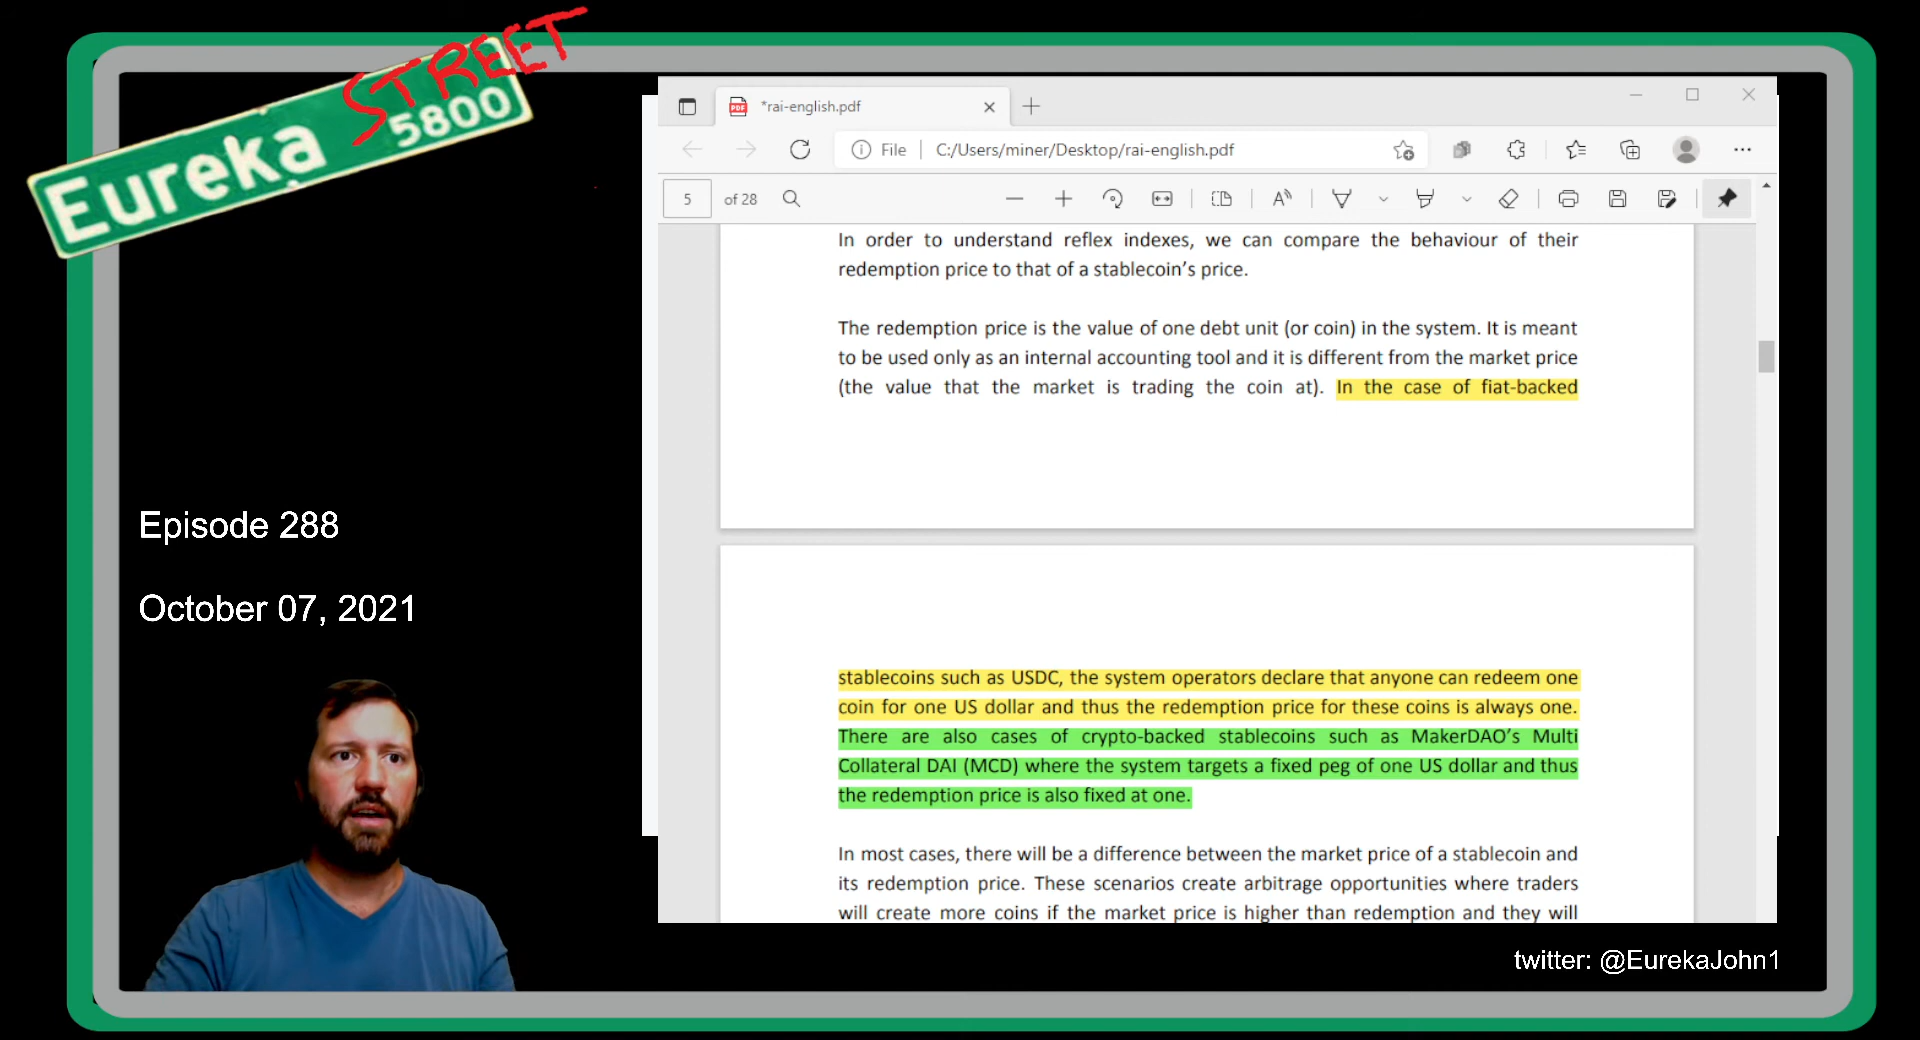 Eureka STREET
5800
*rai-english.pdf
File
C:/Users/miner/Desktop/rai-english.pdf
5
of 28
In order to understand reflex indexes, we can compare the behaviour of their
redemption price to that of a stablecoin’s price.
The redemption price is the value of one debt unit (or coin) in the system. It is meant
to be used only as an internal accounting tool and it is different from the market price
(the value that the market is trading the coin at). In the case of fiat-backed
stablecoins such as USDC, the system operators declare that anyone can redeem one
coin for one US dollar and thus the redemption price for these coins is always one.
There are also cases of crypto-backed stablecoins such as MakerDAO’s Multi
Collateral DAI (MCD) where the system targets a fixed peg of one US dollar and thus
the redemption price is also fixed at one.
In most cases, there will be a difference between the market price of a stablecoin and
its redemption price. These scenarios create arbitrage opportunities where traders
will create more coins if the market price is higher than redemption and they will
Episode 288
October 07, 2021
twitter: @EurekaJohn1